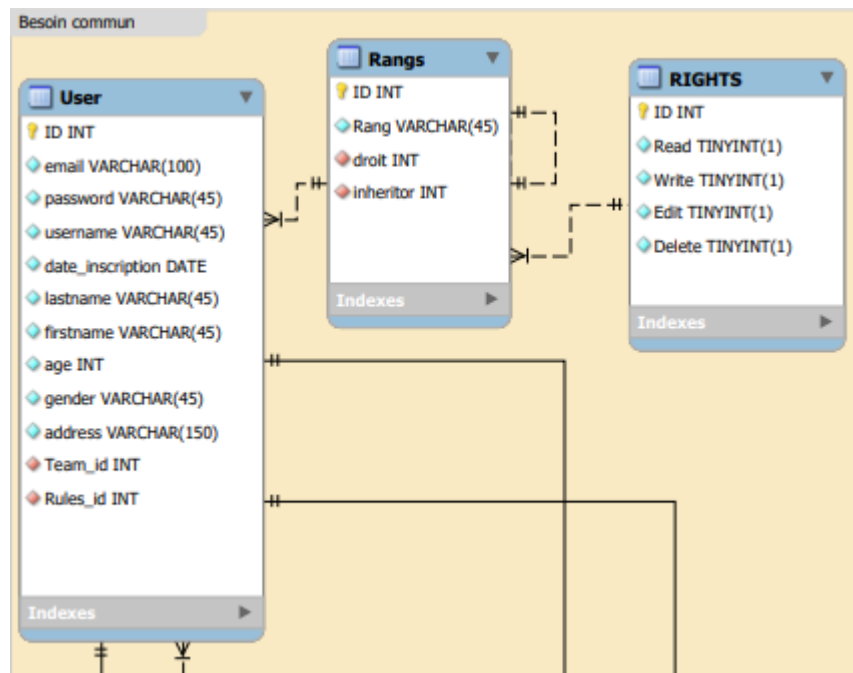 Besoin commun
User
ID INT
email VARCHAR(100)
password VARCHAR(45)
username VARCHAR(45)
date_inscription DATE
lastname VARCHAR(45)
firstname VARCHAR(45)
age INT
gender VARCHAR(45)
address VARCHAR(150)
Team_id INT
Rules_id INT
Indexes
Rangs
ID INT
Rang VARCHAR(45)
droit INT
inheritor INT
Indexes
RIGHTS
ID INT
Read TINYINT(1)
Write TINYINT(1)
Edit TINYINT(1)
Delete TINYINT(1)
Indexes